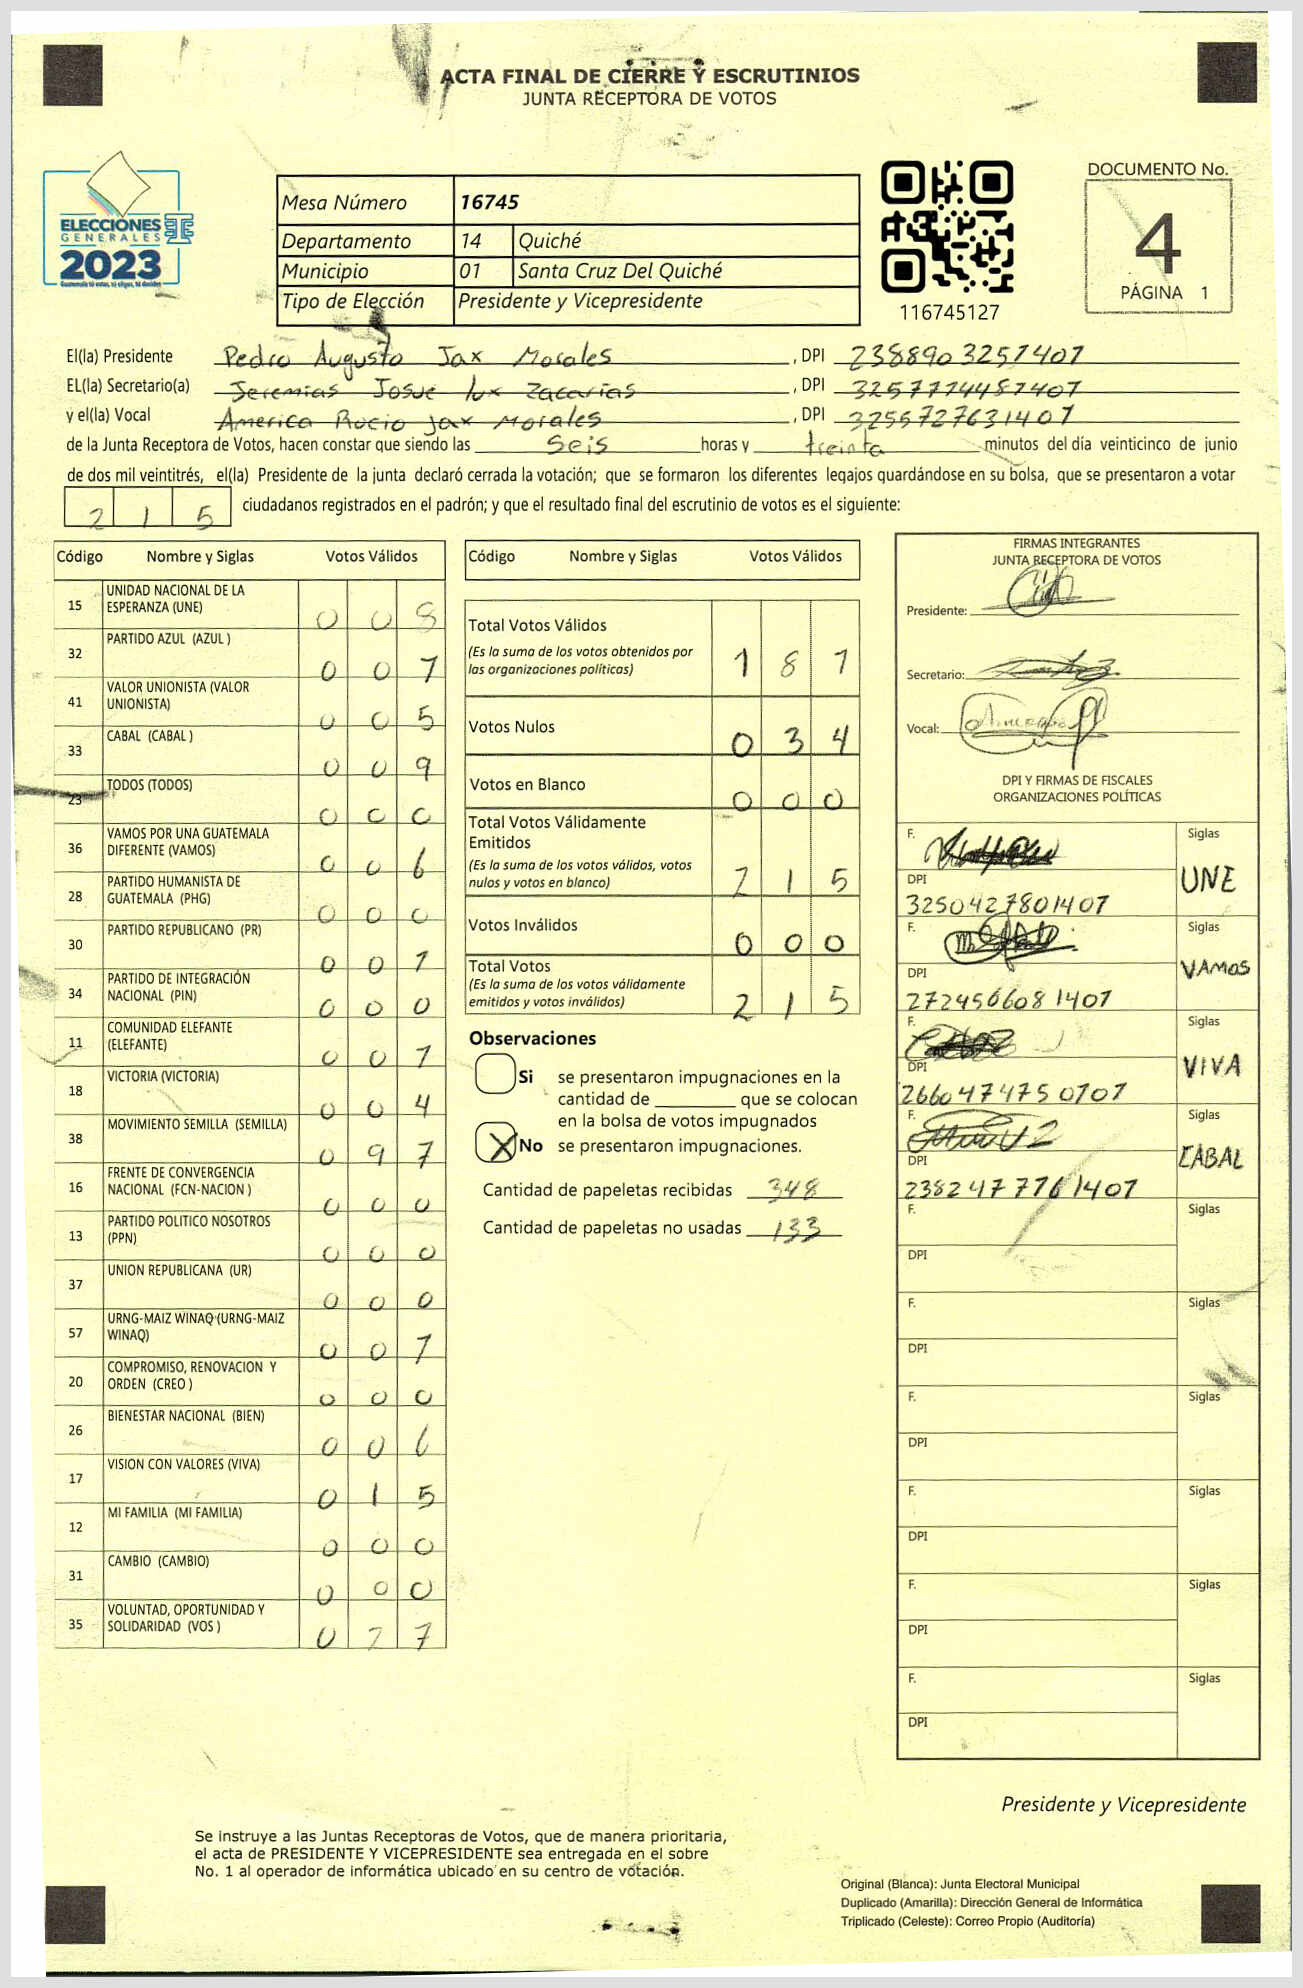 ACTA FINAL DE CIERRE Y ESCRUTINIOS
JUNTA RECEPTORA DE VOTOS
ELECCIONES
GENERALES
2023
Mesa Número 16745
Departamento 14 Quiché
Municipio 01 Santa Cruz Del Quiché
Tipo de Elección Presidente y Vicepresidente
116745127
DOCUMENTO No.
4
PÁGINA 1
El(la) Presidente Pedro Augusto Jax Morales, DPI 2388903251407
EL(la) Secretario(a) Jeremias Josue Lux Zacarias, DPI 3257774487407
y el(la) Vocal America Rocio Jax Morales, DPI 3255727631407
de la Junta Receptora de Votos, hacen constar que siendo las Seis horas y treinta minutos del día veinticinco de junio
de dos mil veintitrés, el(la) Presidente de la junta declaró cerrada la votación; que se formaron los diferentes legajos guardándose en su bolsa, que se presentaron a votar
215 ciudadanos registrados en el padrón; y que el resultado final del escrutinio de votos es el siguiente:
Código Nombre y Siglas Votos Válidos
15 UNIDAD NACIONAL DE LA
ESPERANZA (UNE) 0 0 8
32 PARTIDO AZUL (AZUL ) 0 0 7
41 VALOR UNIONISTA (VALOR
UNIONISTA) 0 0 5
33 CABAL (CABAL ) 0 0 9
23 TODOS (TODOS) 0 0 0
36 VAMOS POR UNA GUATEMALA
DIFERENTE (VAMOS) 0 0 6
28 PARTIDO HUMANISTA DE
GUATEMALA (PHG) 0 0 0
30 PARTIDO REPUBLICANO (PR) 0 0 1
34 PARTIDO DE INTEGRACIÓN
NACIONAL (PIN) 0 0 0
11 COMUNIDAD ELEFANTE
(ELEFANTE) 0 0 1
18 VICTORIA (VICTORIA) 0 0 4
38 MOVIMIENTO SEMILLA (SEMILLA) 0 9 7
16 FRENTE DE CONVERGENCIA
NACIONAL (FCN-NACION ) 0 0 0
13 PARTIDO POLITICO NOSOTROS
(PPN) 0 0 0
37 UNION REPUBLICANA (UR) 0 0 0
57 URNG-MAIZ WINAQ (URNG-MAIZ
WINAQ) 0 0 7
20 COMPROMISO, RENOVACION Y
ORDEN (CREO ) 0 0 0
26 BIENESTAR NACIONAL (BIEN) 0 0 6
17 VISION CON VALORES (VIVA) 0 1 5
12 MI FAMILIA (MI FAMILIA) 0 0 0
31 CAMBIO (CAMBIO) 0 0 0
35 VOLUNTAD, OPORTUNIDAD Y
SOLIDARIDAD (VOS )
Código Nombre y Siglas Votos Válidos
Total Votos Válidos
(Es la suma de los votos obtenidos por
las organizaciones políticas) 1 8 1
Votos Nulos 0 3 4
Votos en Blanco 0 0 0
Total Votos Válidamente
Emitidos
(Es la suma de los votos válidos, votos
nulos y votos en blanco) 2 1 5
Votos Inválidos 0 0 0
Total Votos
(Es la suma de los votos válidamente
emitidos y votos inválidos) 2 1 5
Observaciones
Si se presentaron impugnaciones en la
cantidad de ________ que se colocan
en la bolsa de votos impugnados
X No se presentaron impugnaciones.
Cantidad de papeletas recibidas 348
Cantidad de papeletas no usadas 133
FIRMAS INTEGRANTES
JUNTA RECEPTORA DE VOTOS
Presidente:
Secretario:
Vocal:
DPI Y FIRMAS DE FISCALES
ORGANIZACIONES POLÍTICAS
F. Siglas
UNE
DPI
3250427801407
F. Siglas
VAMOS
DPI
2724566081407
F. Siglas
VIVA
DPI
2660474750707
F. Siglas
CABAL
DPI
2382477761407
F. Siglas
DPI
F. Siglas
DPI
F. Siglas
DPI
F. Siglas
DPI
F. Siglas
DPI
F. Siglas
DPI
Presidente y Vicepresidente
Se instruye a las Juntas Receptoras de Votos, que de manera prioritaria,
el acta de PRESIDENTE Y VICEPRESIDENTE sea entregada en el sobre
No. 1 al operador de informática ubicado en su centro de votación.
Original (Blanca): Junta Electoral Municipal
Duplicado (Amarilla): Dirección General de Informática
Triplicado (Celeste): Correo Propio (Auditoría)